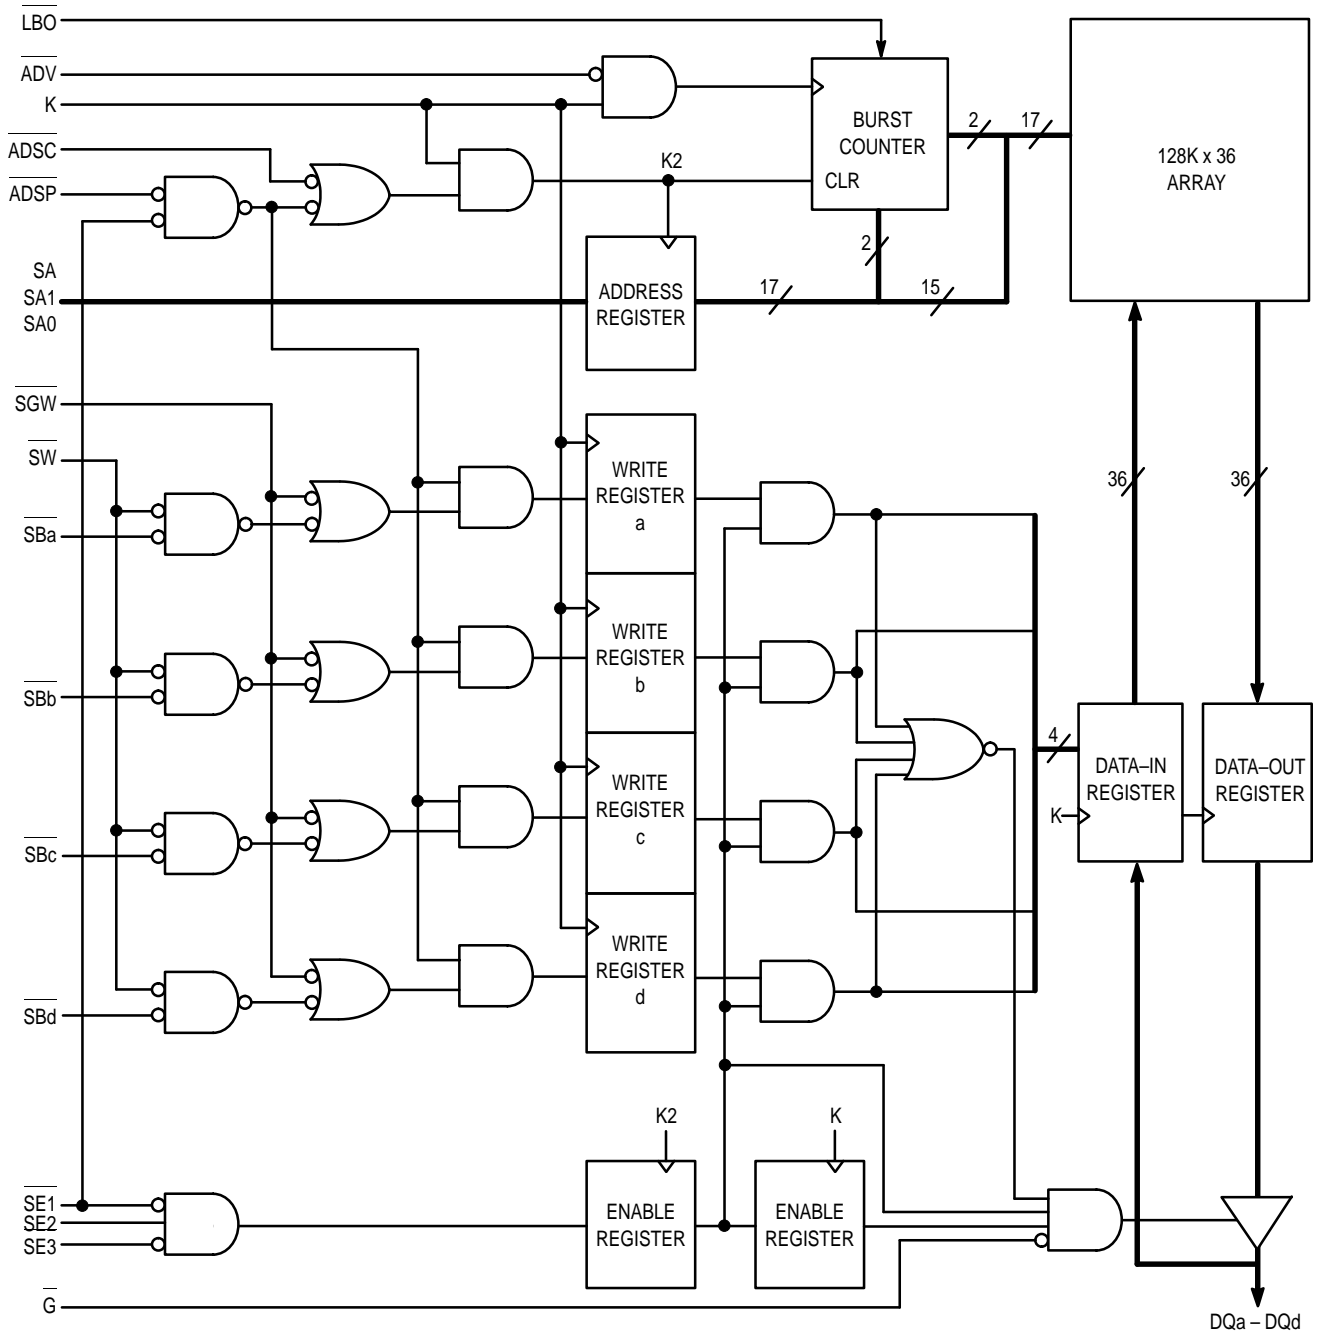 LBO
ADV
K
ADSC
ADSP
K2
BURST
COUNTER
CLR
2
17
128K x 36
ARRAY
2
SA
SA1
SA0
ADDRESS
REGISTER
17
15
SGW
SW
SBa
WRITE
REGISTER
a
36
36
SBb
WRITE
REGISTER
b
SBc
WRITE
REGISTER
c
4
K
DATA–IN
REGISTER
DATA–OUT
REGISTER
SBd
WRITE
REGISTER
d
K2
K
SE1
SE2
SE3
ENABLE
REGISTER
ENABLE
REGISTER
G
DQa – DQd